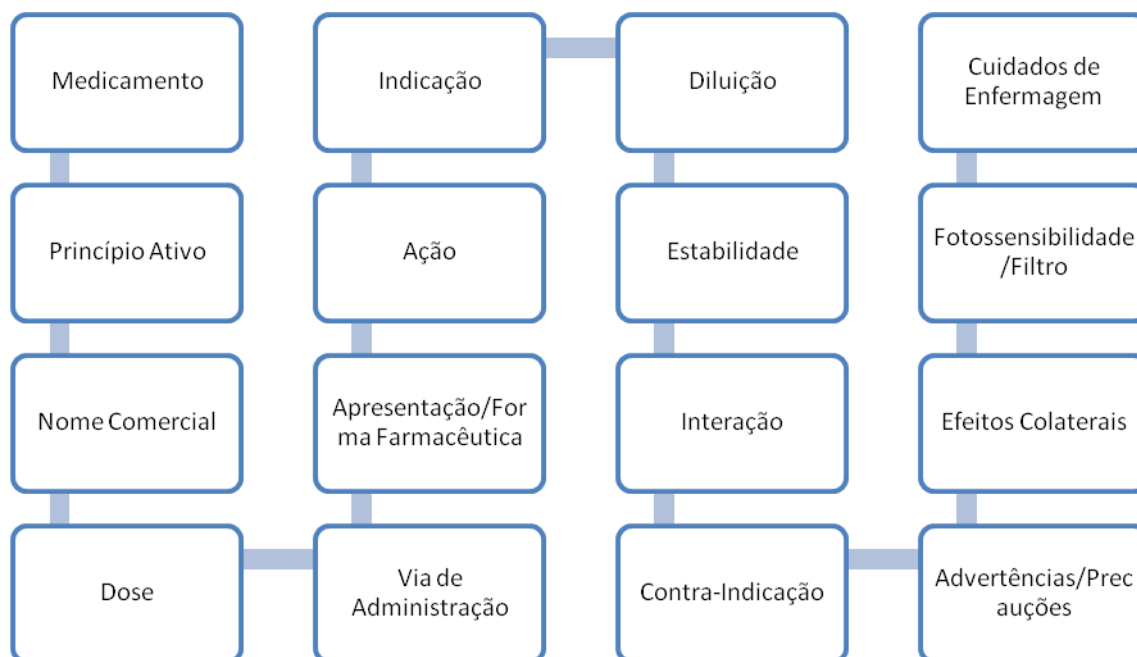 Medicamento
Princípio Ativo
Nome Comercial
Dose
Via de
Administração
Apresentação/For
ma Farmacêutica
Ação
Indicação
Diluição
Estabilidade
Interação
Contra-Indicação
Advertências/Prec
auções
Efeitos Colaterais
Fotossensibilidade
/Filtro
Cuidados de
Enfermagem